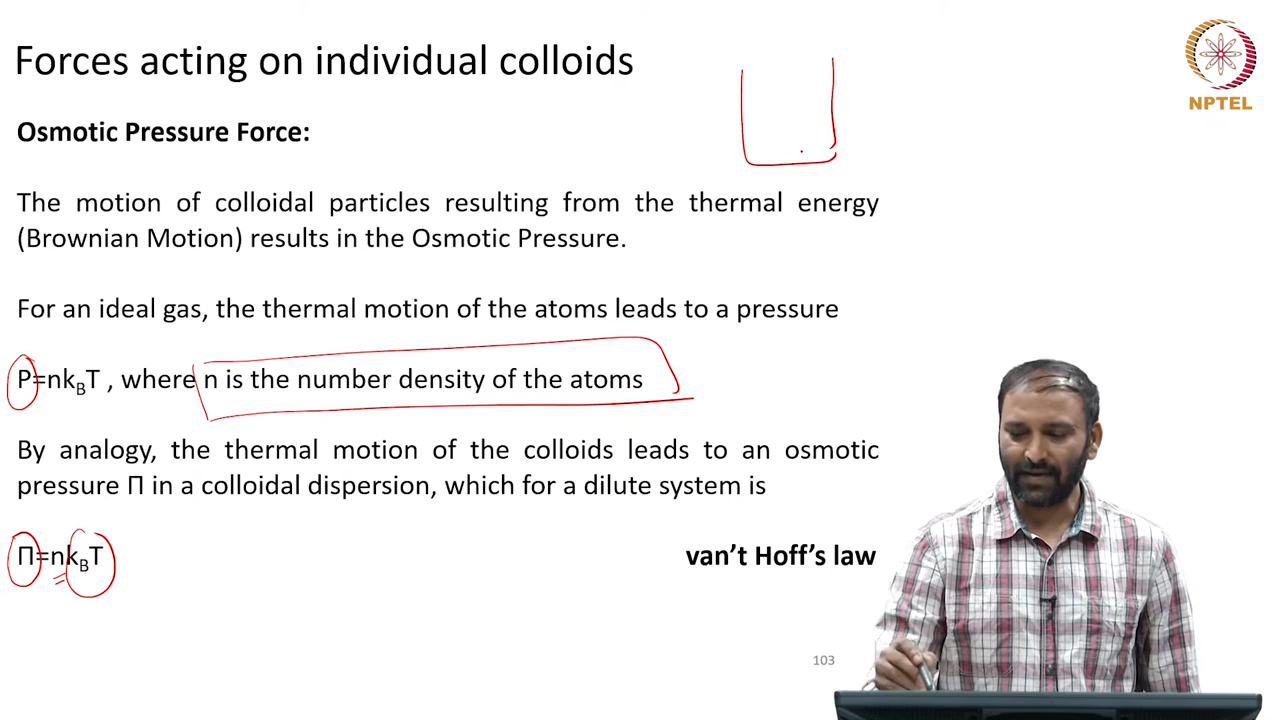 Forces acting on individual colloids
NPTEL
Osmotic Pressure Force:
The motion of colloidal particles resulting from the thermal energy
(Brownian Motion) results in the Osmotic Pressure.
For an ideal gas, the thermal motion of the atoms leads to a pressure
P=nkBT , where n is the number density of the atoms
By analogy, the thermal motion of the colloids leads to an osmotic
pressure Π in a colloidal dispersion, which for a dilute system is
Π=nkBT van't Hoff's law
103